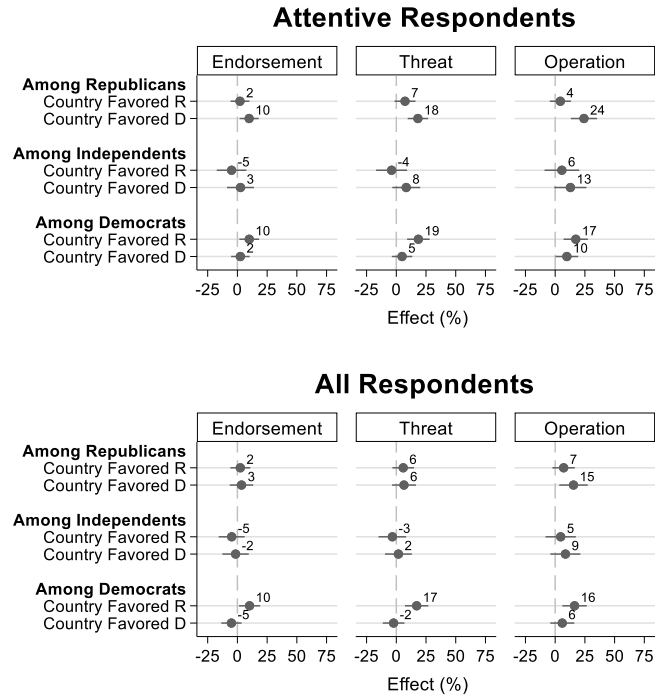 Attentive Respondents
Endorsement Threat Operation
Among Republicans
Country Favored R 2 7 4
Country Favored D 10 18 24
Among Independents
Country Favored R -5 -4 6
Country Favored D 3 8 13
Among Democrats
Country Favored R 10 19 17
Country Favored D 2 5 10
-25 0 25 50 75 -25 0 25 50 75 -25 0 25 50 75
Effect (%)
All Respondents
Endorsement Threat Operation
Among Republicans
Country Favored R 2 6 7
Country Favored D 3 6 15
Among Independents
Country Favored R -5 -3 5
Country Favored D -2 2 9
Among Democrats
Country Favored R 10 17 16
Country Favored D -5 -2 6
-25 0 25 50 75 -25 0 25 50 75 -25 0 25 50 75
Effect (%)